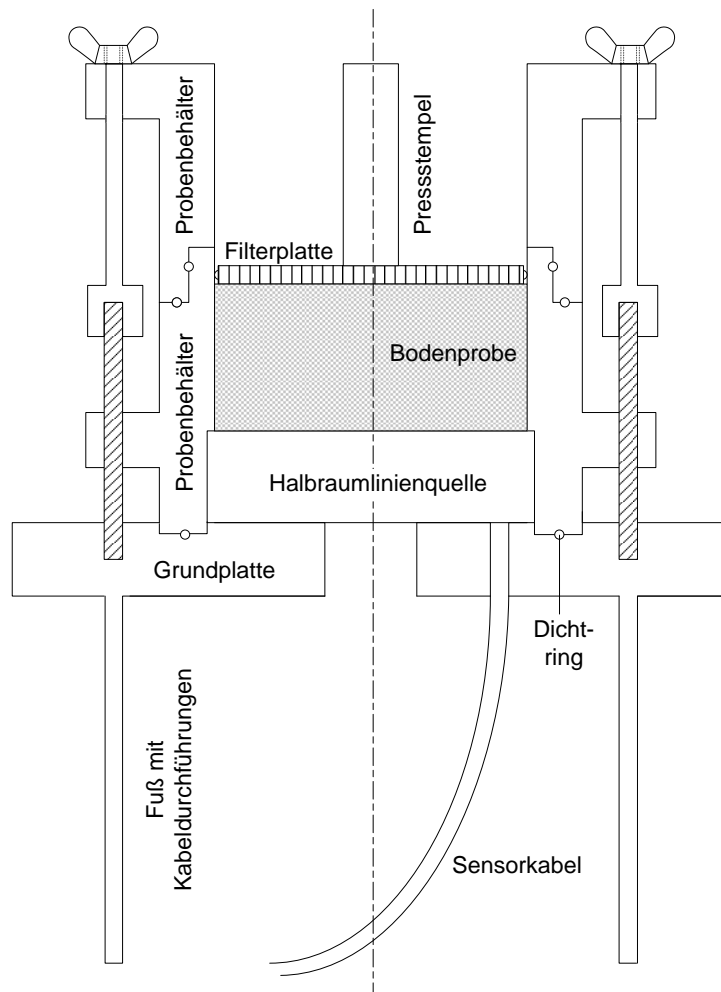 Probenbehälter
Pressstempel
Filterplatte
Bodenprobe
Probenbehälter
Halbraumlinienquelle
Grundplatte
Dicht-
ring
Fuß mit
Kabeldurchführungen
Sensorkabel